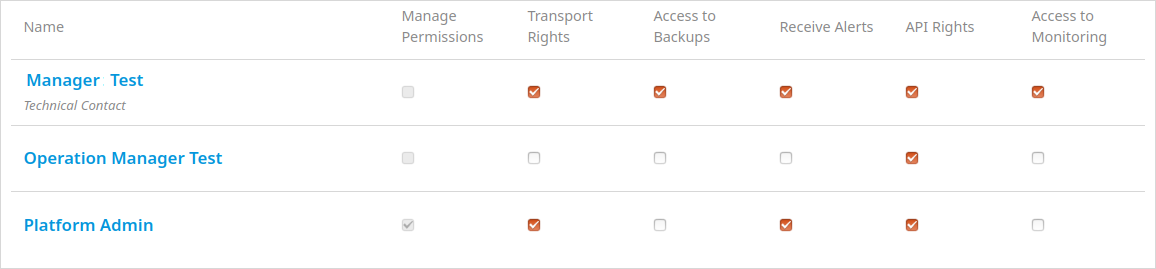 Name
Manage Permissions
Transport Rights
Access to Backups
Receive Alerts
API Rights
Access to Monitoring
Manager Test
Technical Contact
Operation Manager Test
Platform Admin